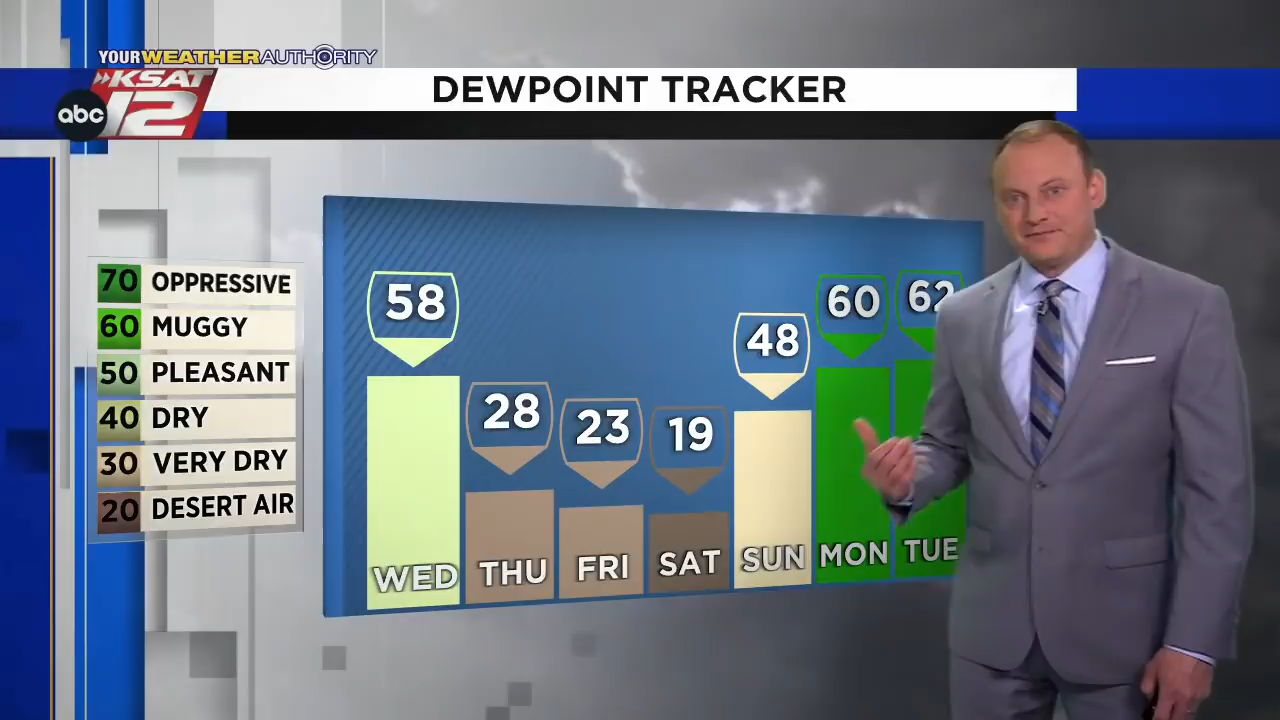 YOURWEATHERAUTHORITY
KSAT
abc 12
DEWPOINT TRACKER
70 OPPRESSIVE
60 MUGGY
50 PLEASANT
40 DRY
30 VERY DRY
20 DESERT AIR
58 28 23 19 48 60 62
WED THU FRI SAT SUN MON TUE